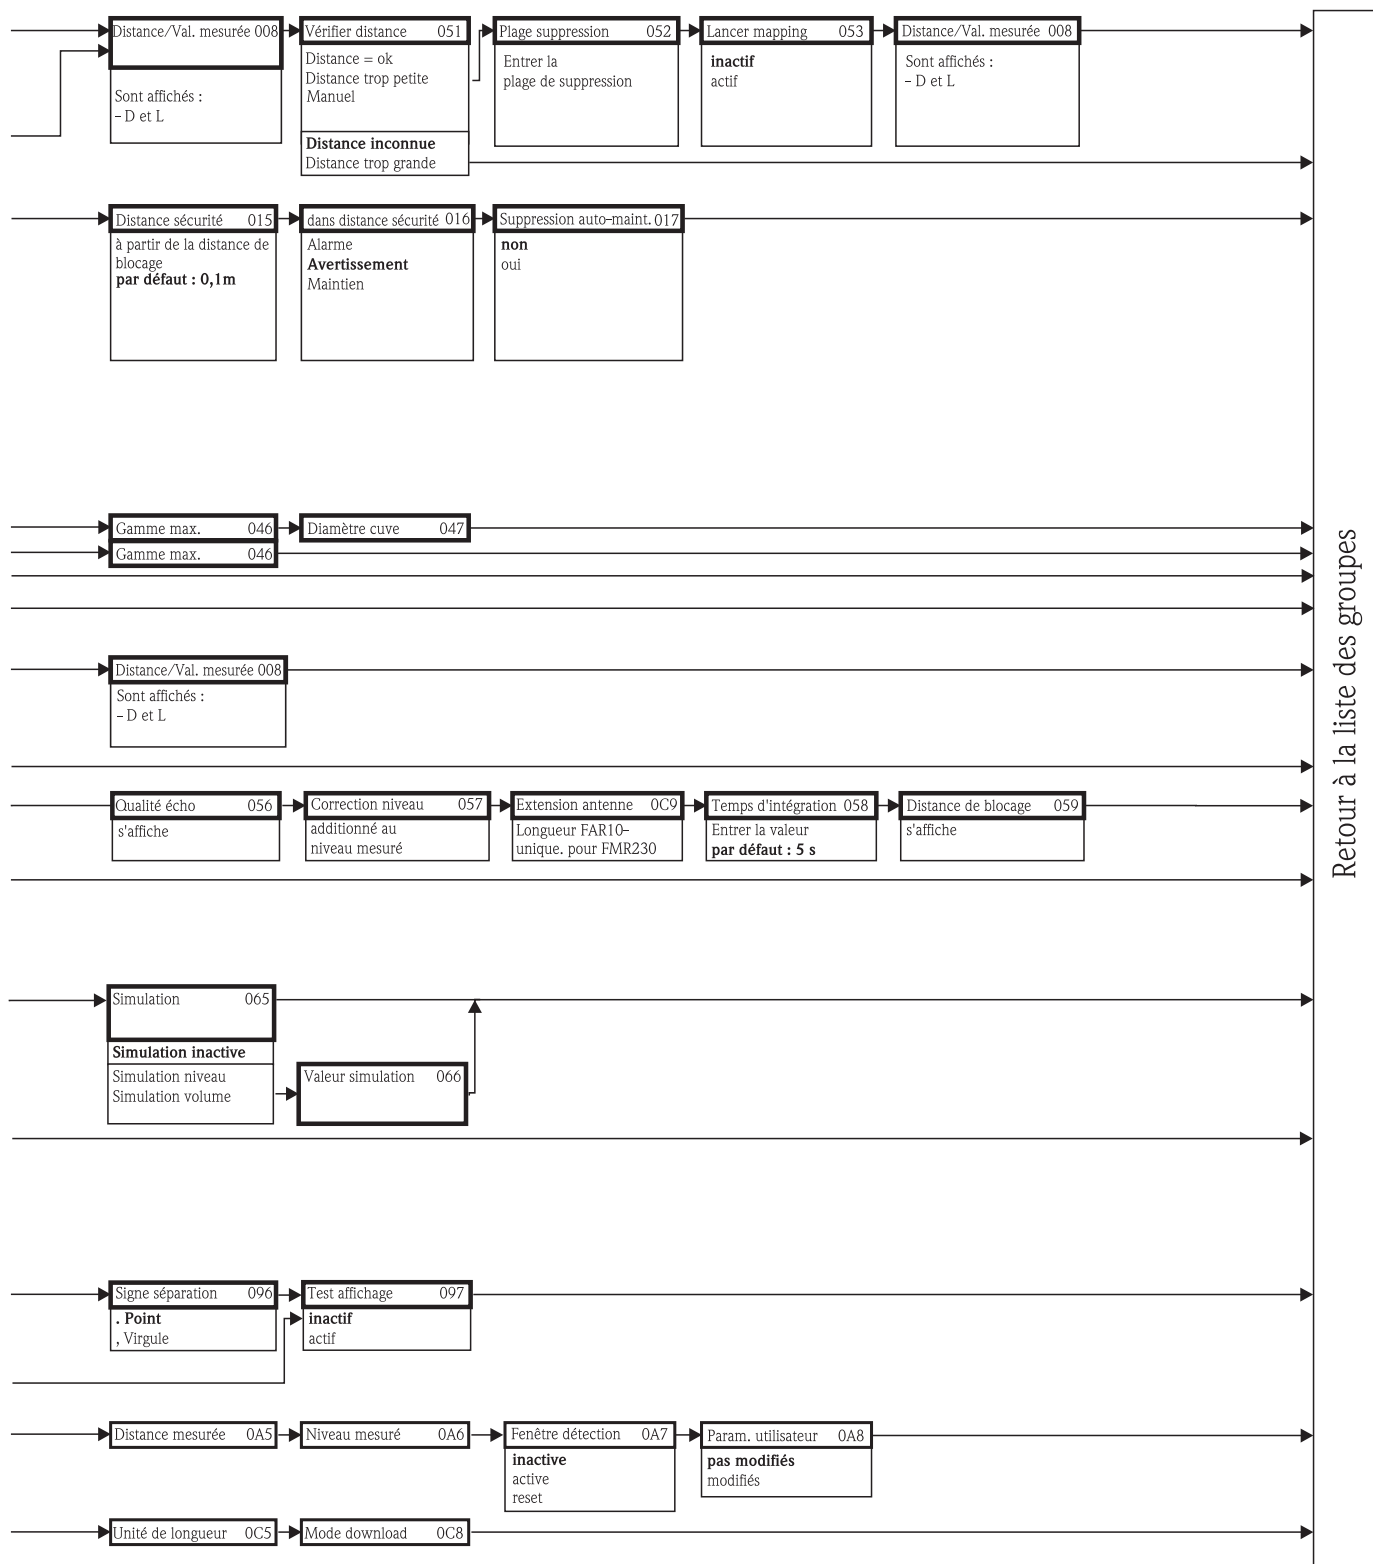 Distance/Val. mesurée 008
Sont affichés :
– D et L
Vérifier distance 051
Distance = ok
Distance trop petite
Manuel
Distance inconnue
Distance trop grande
Plage suppression 052
Entrer la
plage de suppression
Lancer mapping 053
inactif
actif
Distance/Val. mesurée 008
Sont affichés :
– D et L
Distance sécurité 015
à partir de la distance de
blocage
par défaut : 0,1m
dans distance sécurité 016
Alarme
Avertissement
Maintien
Suppression auto–maint. 017
non
oui
Gamme max. 046
Diamètre cuve 047
Gamme max. 046
Distance/Val. mesurée 008
Sont affichés :
– D et L
Qualité écho 056
s'affiche
Correction niveau 057
additionné au
niveau mesuré
Extension antenne 0C9
Longueur FAR10–
unique. pour FMR230
Temps d'intégration 058
Entrer la valeur
par défaut : 5 s
Distance de blocage 059
s'affiche
Simulation 065
Simulation inactive
Simulation niveau
Simulation volume
Valeur simulation 066
Signe séparation 096
. Point
, Virgule
Test affichage 097
inactif
actif
Distance mesurée 0A5
Niveau mesuré 0A6
Fenêtre détection 0A7
inactive
active
reset
Param. utilisateur 0A8
pas modifiés
modifiés
Unité de longueur 0C5
Mode download 0C8
Retour à la liste des groupes